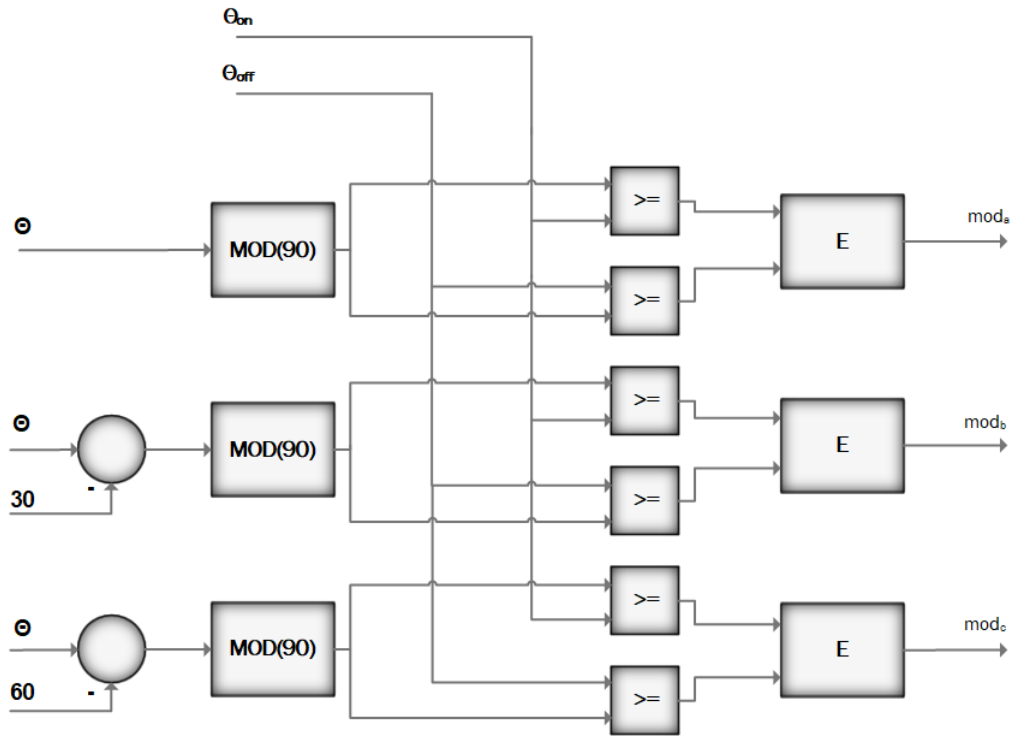 Θon
Θoff
Θ
MOD(90)
>=
>=
E
moda
Θ
-
30
MOD(90)
>=
>=
E
modb
Θ
-
60
MOD(90)
>=
>=
E
modc